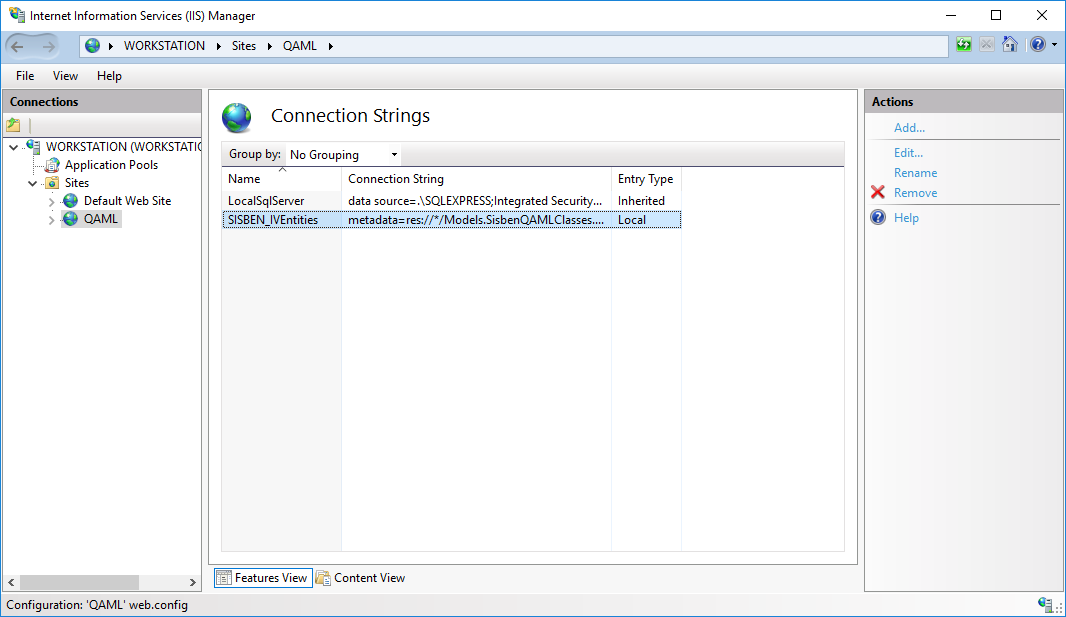 Internet Information Services (IIS) Manager
WORKSTATION Sites QAML
File View Help
Connections
WORKSTATION (WORKSTATIO
Application Pools
Sites
Default Web Site
QAML
Connection Strings
Group by: No Grouping
Name Connection String Entry Type
LocalSqlServer data source=.\SQLEXPRESS;Integrated Security... Inherited
SISBEN_IVEntities metadata=res://*/Models.SisbenQAMLClasses.... Local
Features View Content View
Actions
Add...
Edit...
Rename
Remove
Help
Configuration: 'QAML' web.config